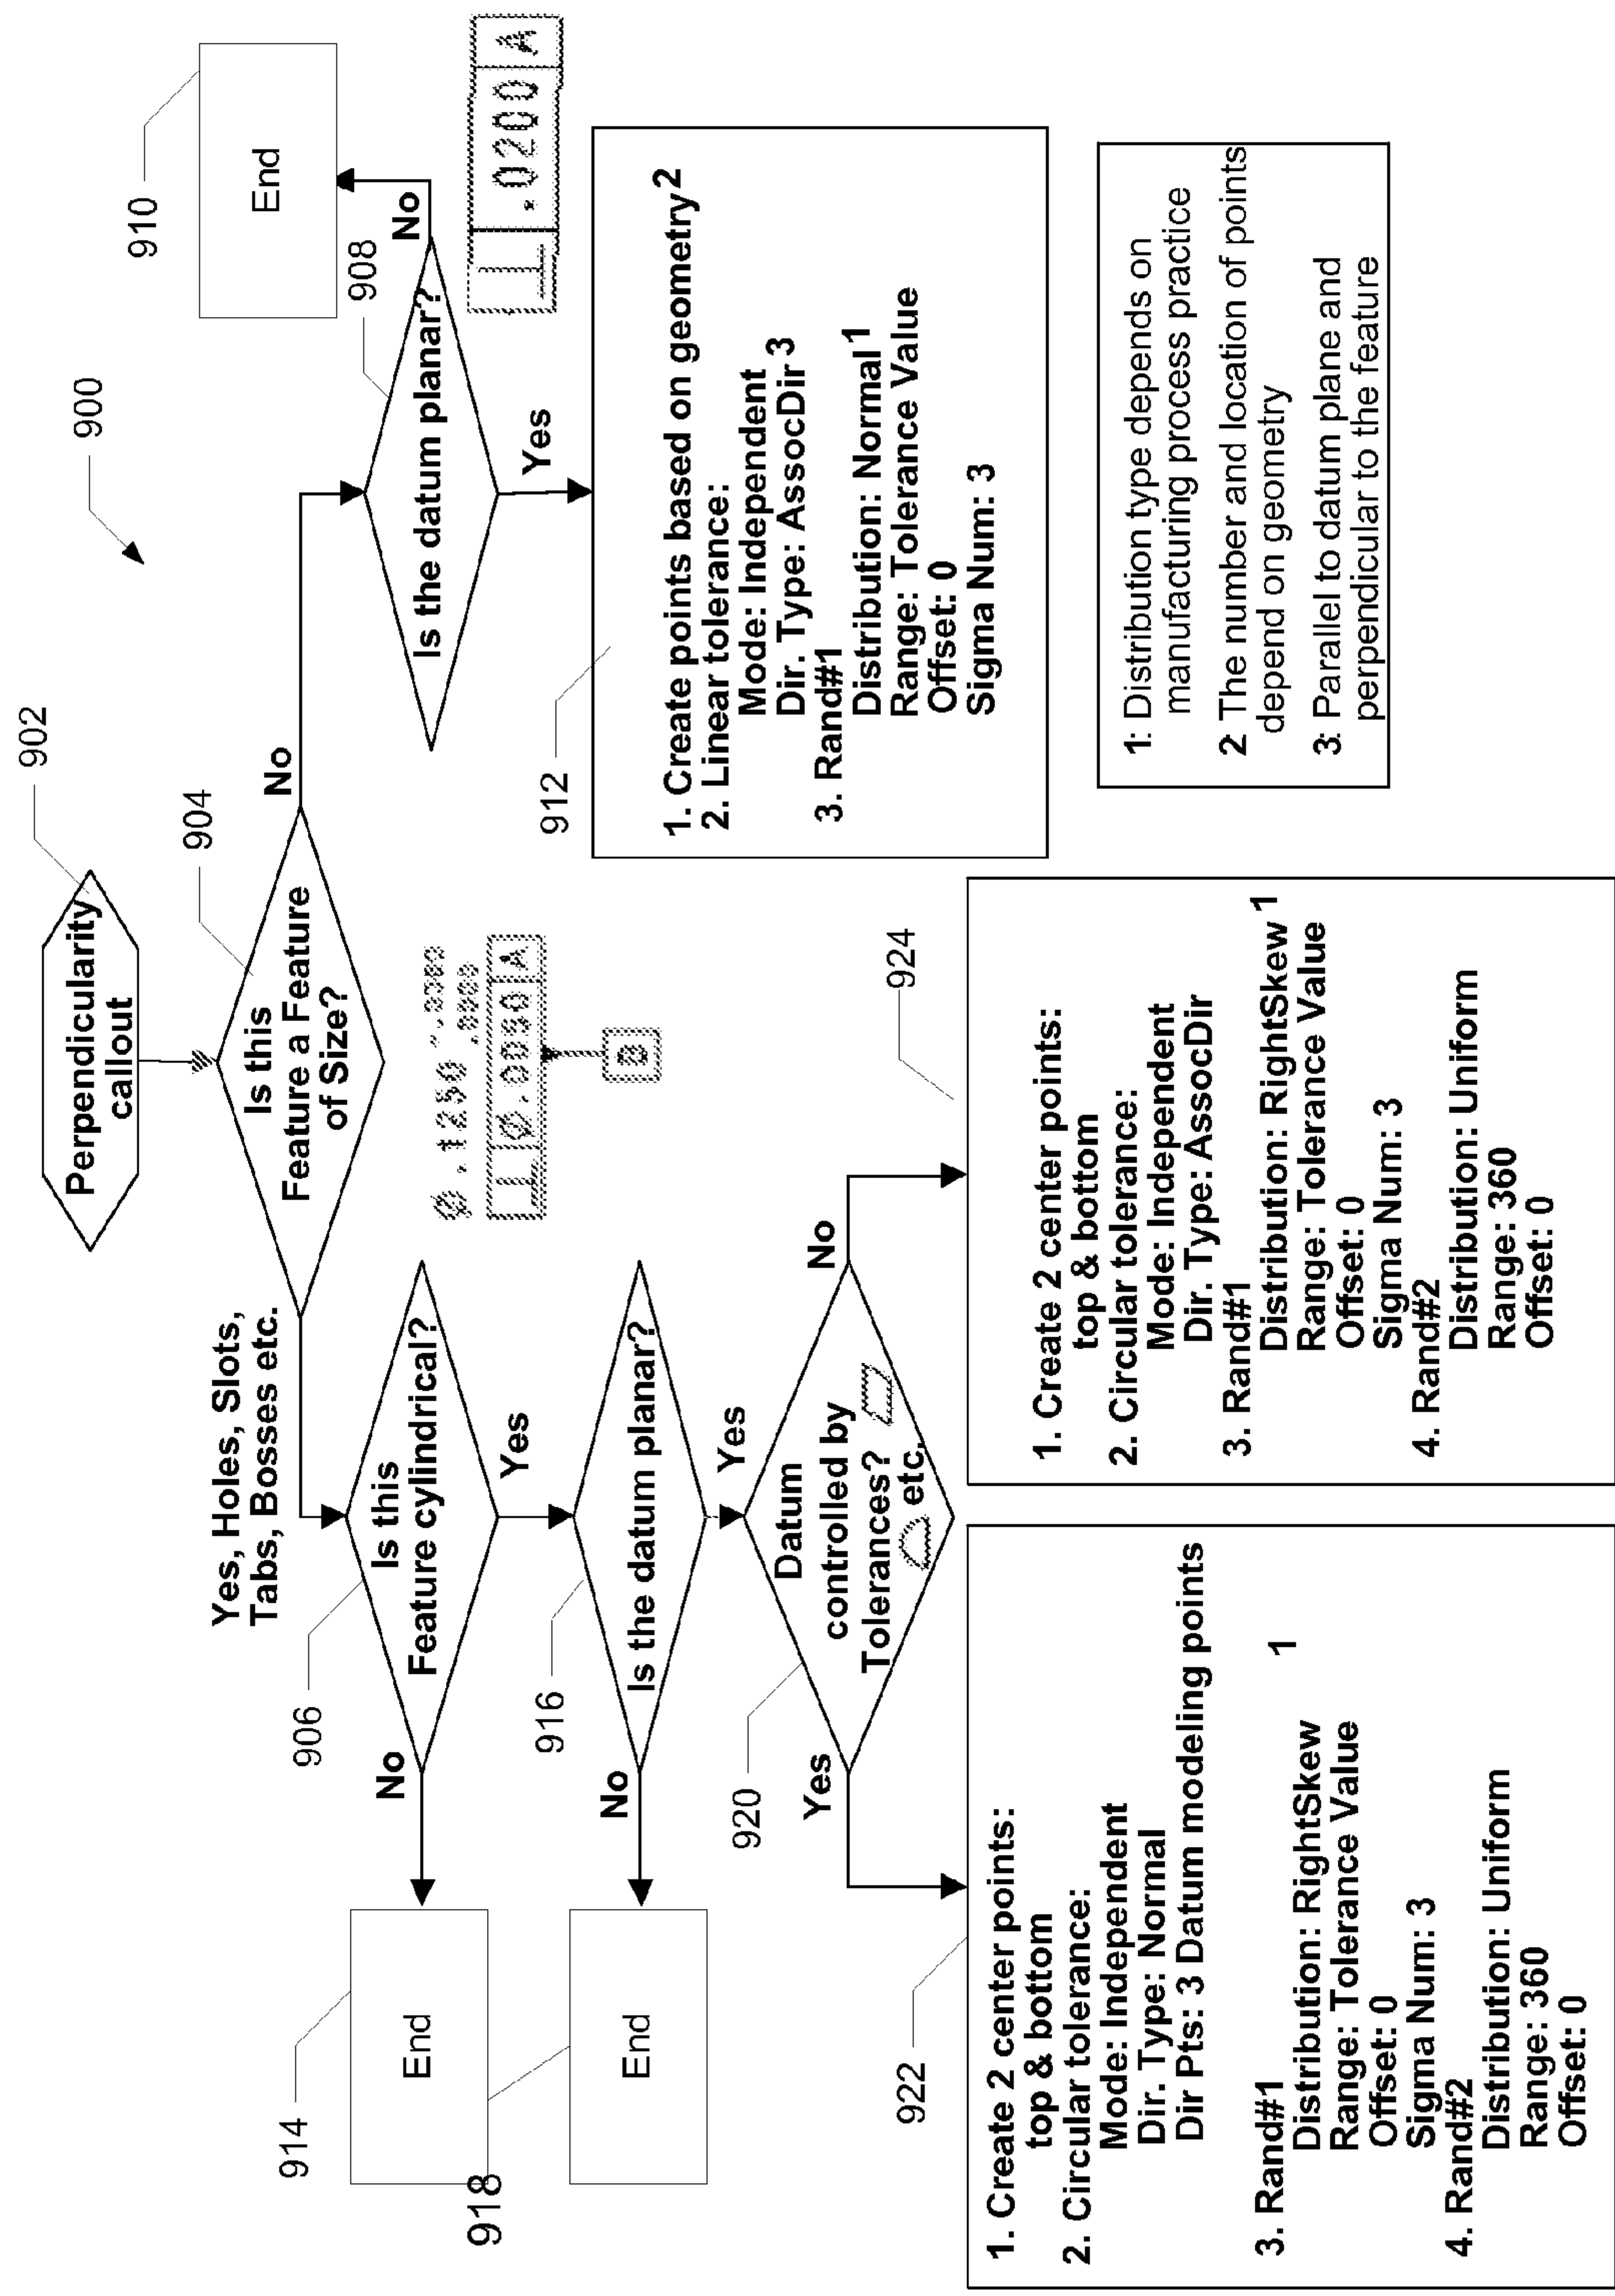 900
902
Perpendicularity
callout
904
Is this
Feature a Feature
of Size?
Yes, Holes, Slots,
Tabs, Bosses etc.
No
906
Is this
Feature cylindrical?
No
Yes
914
End
916
Is the datum planar?
No
Yes
918
End
920
Datum
controlled by
Tolerances?
etc.
Yes
No
908
Is the datum planar?
No
Yes
910
End
.0200 A
Ø.0050 A
912
1. Create points based on geometry2
2. Linear tolerance:
Mode: Independent
Dir. Type: AssocDir 3
3. Rand#1
Distribution: Normal1
Range: Tolerance Value
Offset: 0
Sigma Num: 3
922
1. Create 2 center points:
top & bottom
2. Circular tolerance:
Mode: Independent
Dir. Type: Normal
Dir Pts: 3 Datum modeling points
3. Rand#1
1
Distribution: RightSkew
Range: Tolerance Value
Offset: 0
Sigma Num: 3
4. Rand#2
Distribution: Uniform
Range: 360
Offset: 0
924
1. Create 2 center points:
top & bottom
2. Circular tolerance:
Mode: Independent
Dir. Type: AssocDir
3. Rand#1
Distribution: RightSkew1
Range: Tolerance Value
Offset: 0
Sigma Num: 3
4. Rand#2
Distribution: Uniform
Range: 360
Offset: 0
1: Distribution type depends on
manufacturing process practice
2: The number and location of points
depend on geometry
3: Parallel to datum plane and
perpendicular to the feature